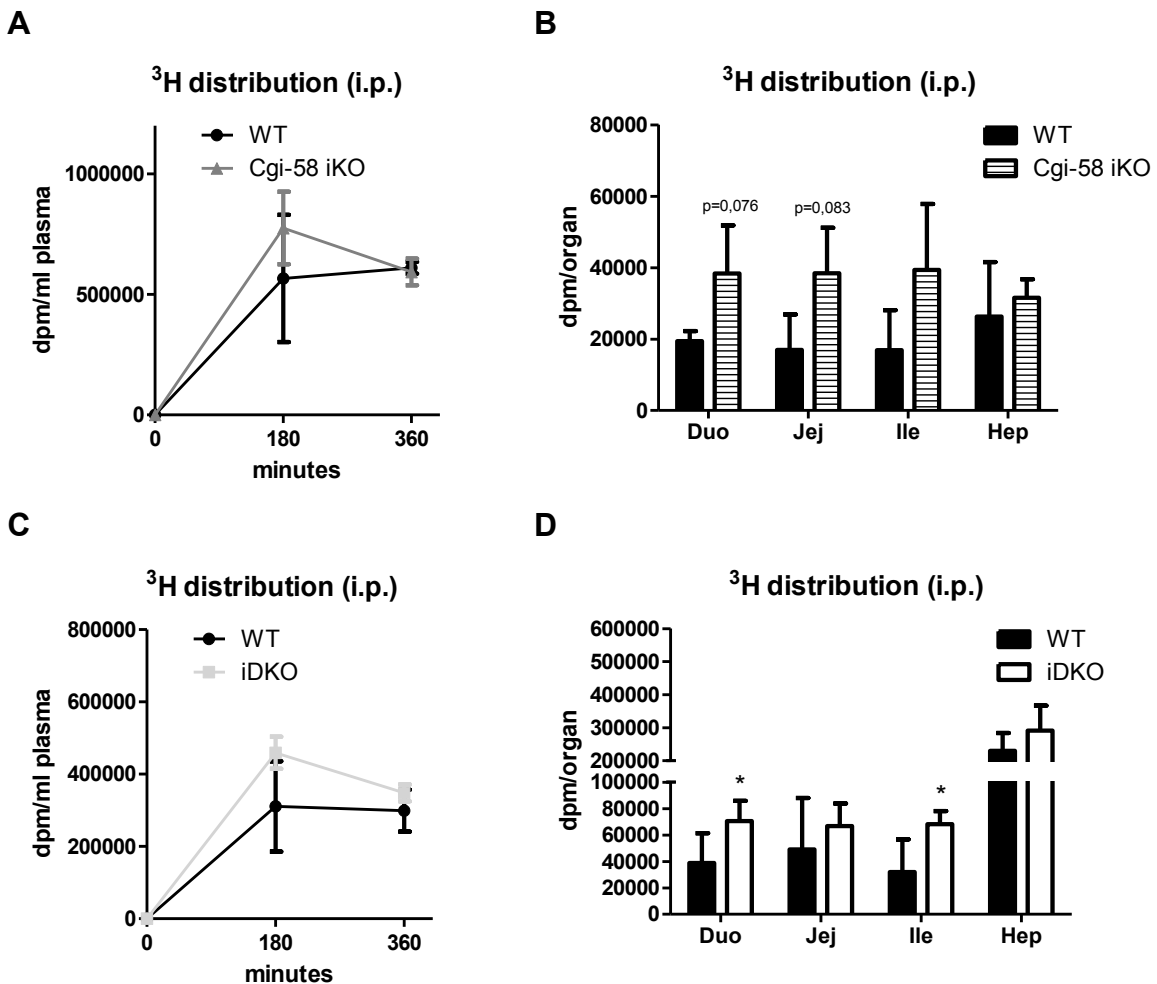 A
³H distribution (i.p.)
WT
Cgi-58 iKO
dpm/ml plasma
1000000
500000
0
0 180 360
minutes
B
³H distribution (i.p.)
WT
Cgi-58 iKO
dpm/organ
80000
60000
40000
20000
0
p=0,076 p=0,083
Duo Jej Ile Hep
C
³H distribution (i.p.)
WT
iDKO
dpm/ml plasma
800000
600000
400000
200000
0
0 180 360
minutes
D
³H distribution (i.p.)
WT
iDKO
dpm/organ
600000
500000
400000
300000
200000
100000
80000
60000
40000
20000
0
* *
Duo Jej Ile Hep